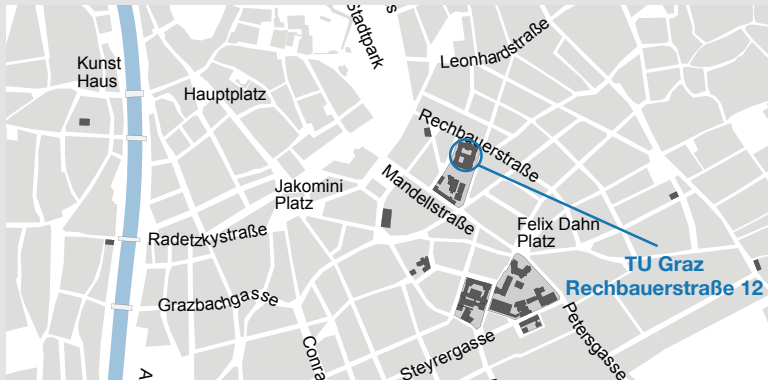 Stadtpark
s
Leonhardstraße
Kunst
Haus
Hauptplatz
Rechbauerstraße
Mandellstraße
Jakomini
Platz
Felix Dahn
Platz
Radetzkystraße
TU Graz
Rechbauerstraße 12
Grazbachgasse
Petersgasse
Steyrergasse
Conra
A